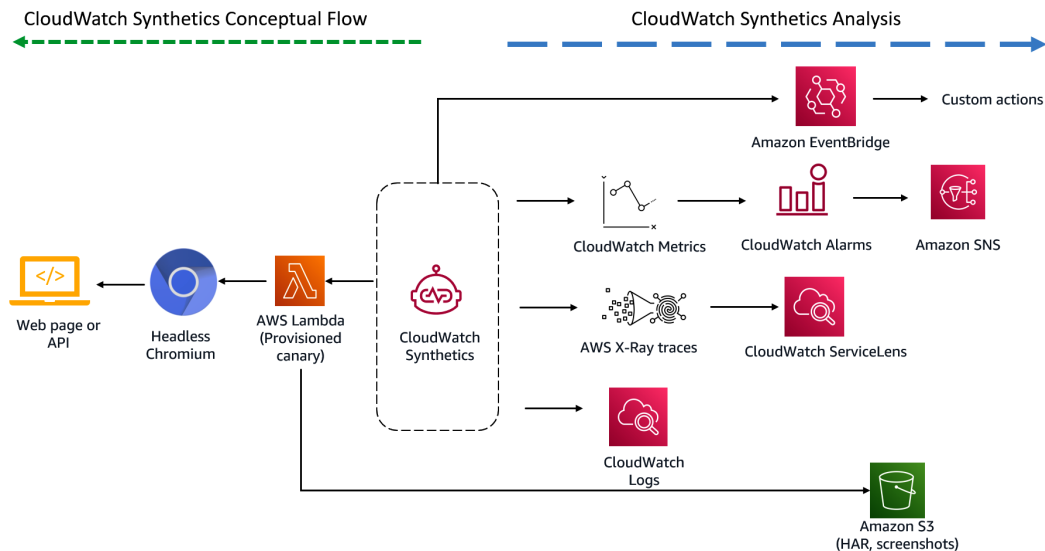 CloudWatch Synthetics Conceptual Flow
CloudWatch Synthetics Analysis
Amazon EventBridge
Custom actions
CloudWatch Metrics
CloudWatch Alarms
Amazon SNS
</>
Web page or
API
Headless
Chromium
AWS Lambda
(Provisioned
canary)
CloudWatch
Synthetics
AWS X-Ray traces
CloudWatch ServiceLens
CloudWatch
Logs
Amazon S3
(HAR, screenshots)